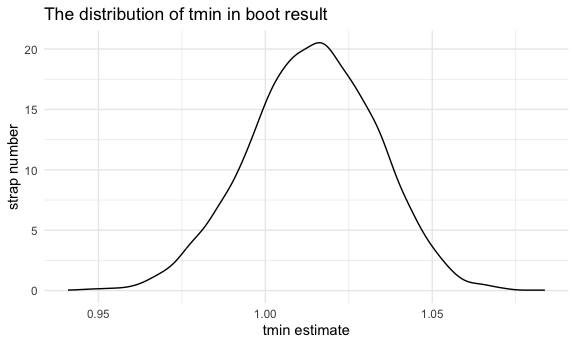 The distribution of tmin in boot result
strap number
20
15
10
5
0
0.95
1.00
1.05
tmin estimate